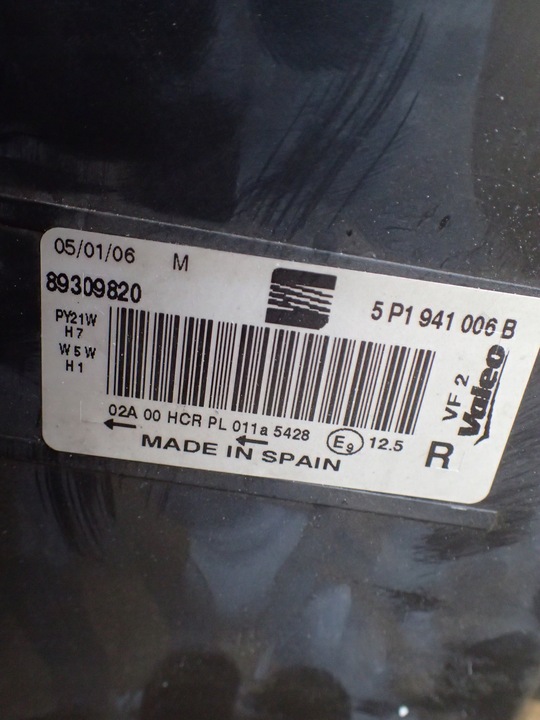 05/01/06 M
89309820
5 P1 941 006 B
PY21W
H7
W5W
H1
VF 2
Valeo
02A 00 HCR PL 011a 5428 E9 12.5
MADE IN SPAIN
R